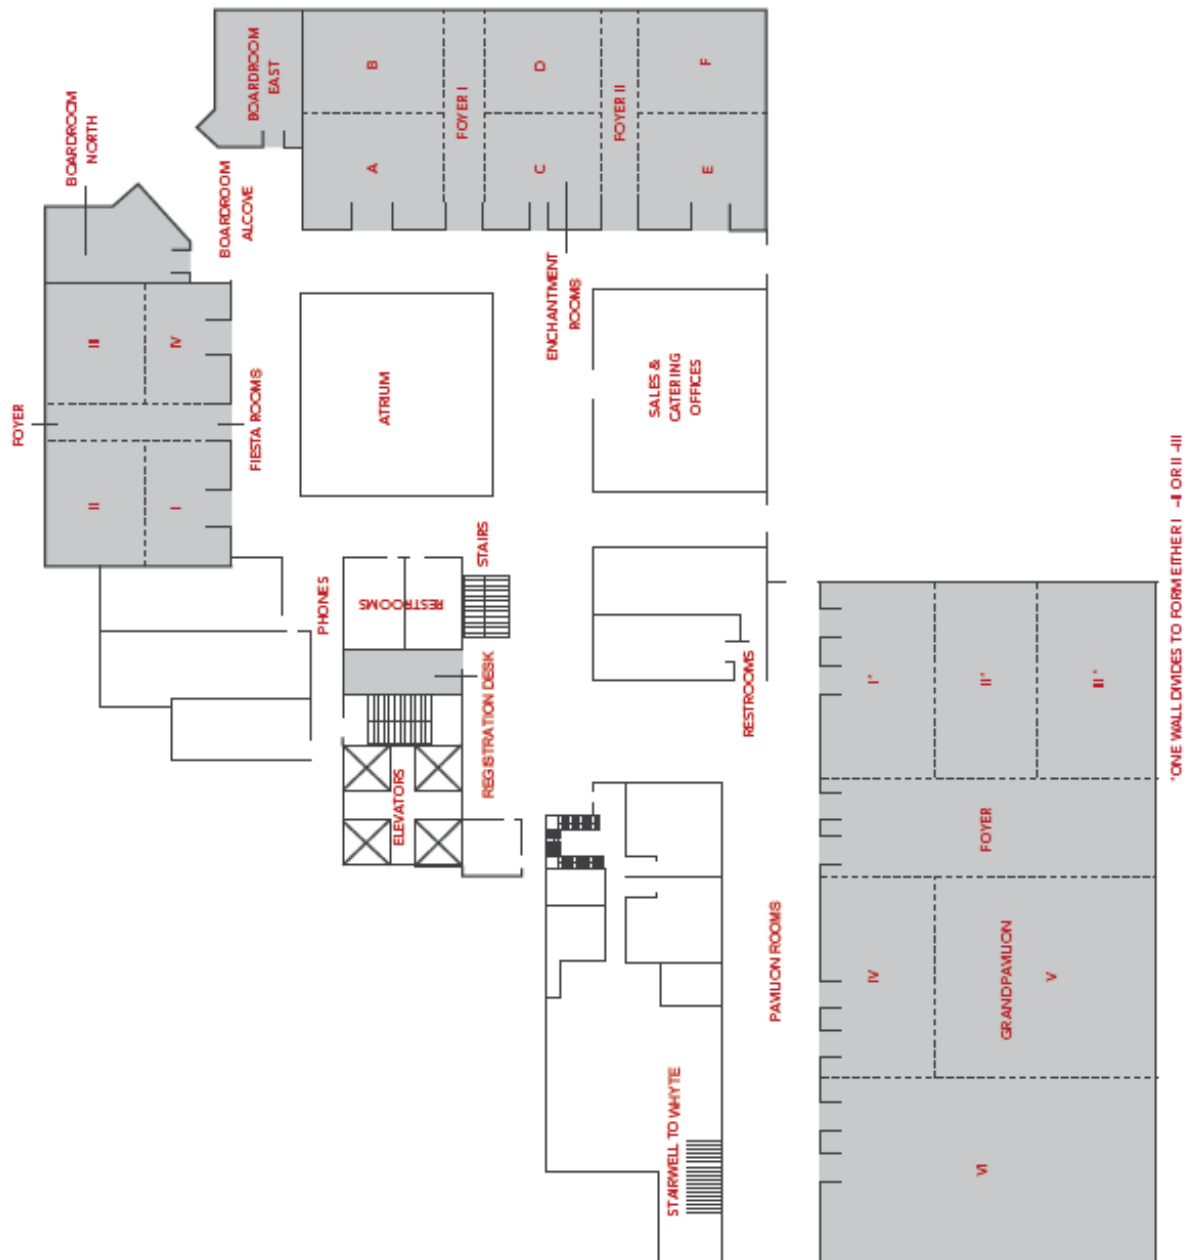 BOARDROOM
NORTH
BOARDROOM
EAST
BOARDROOM
ALCOVE
B
D
F
FOYER I
FOYER II
A
C
E
ENCHANTMENT
ROOMS
FOYER
III
IV
II
I
FIESTA ROOMS
ATRIUM
SALES &
CATERING
OFFICES
PHONES
RESTROOMS
STAIRS
REGISTRATION DESK
ELEVATORS
RESTROOMS
I*
II*
III*
FOYER
PAVILION ROOMS
IV
GRAND PAVILION
V
VI
STAIRWELL TO WHYTE
*ONE WALL DIVIDES TO FORM EITHER I -II OR II -III